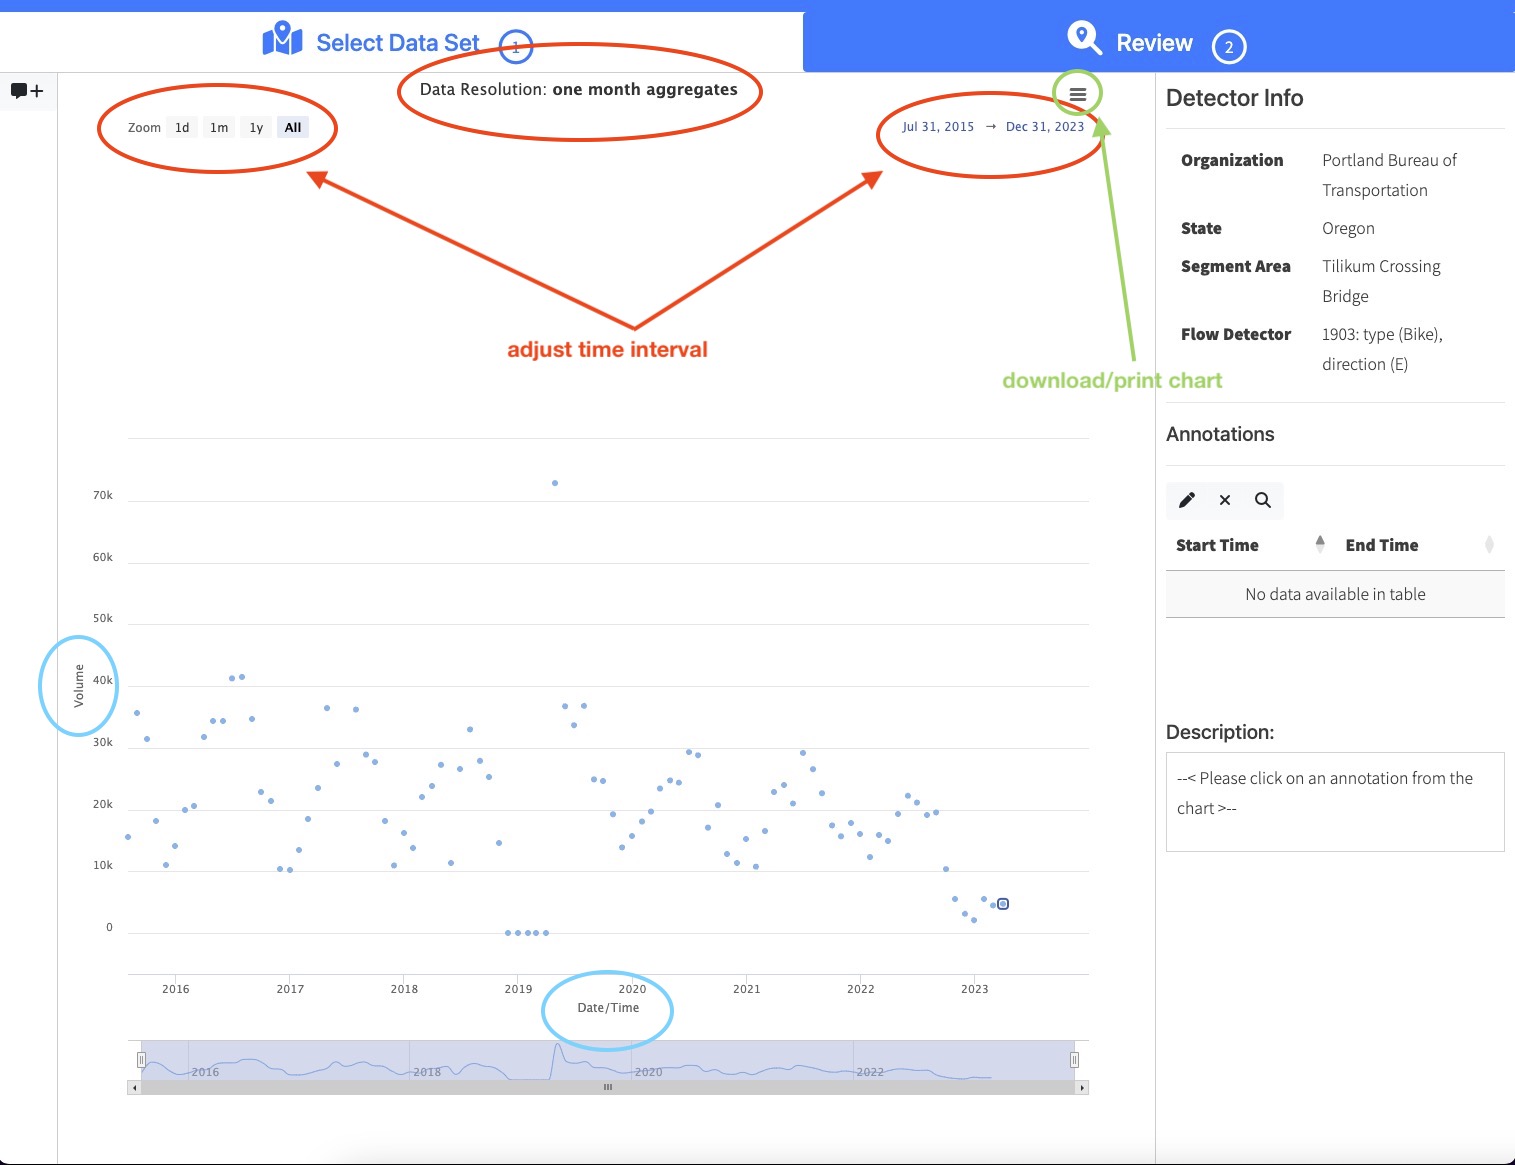 Select Data Set 1
Review 2
Data Resolution: one month aggregates
Zoom 1d 1m 1y All
Jul 31, 2015 → Dec 31, 2023
adjust time interval
download/print chart
70k
60k
50k
40k
30k
20k
10k
0
Volume
2016 2017 2018 2019 2020 2021 2022 2023
Date/Time
2016 2018 2020 2022
Detector Info
Organization Portland Bureau of
Transportation
State Oregon
Segment Area Tilikum Crossing
Bridge
Flow Detector 1903: type (Bike),
direction (E)
Annotations
Start Time End Time
No data available in table
Description:
--< Please click on an annotation from the
chart >--